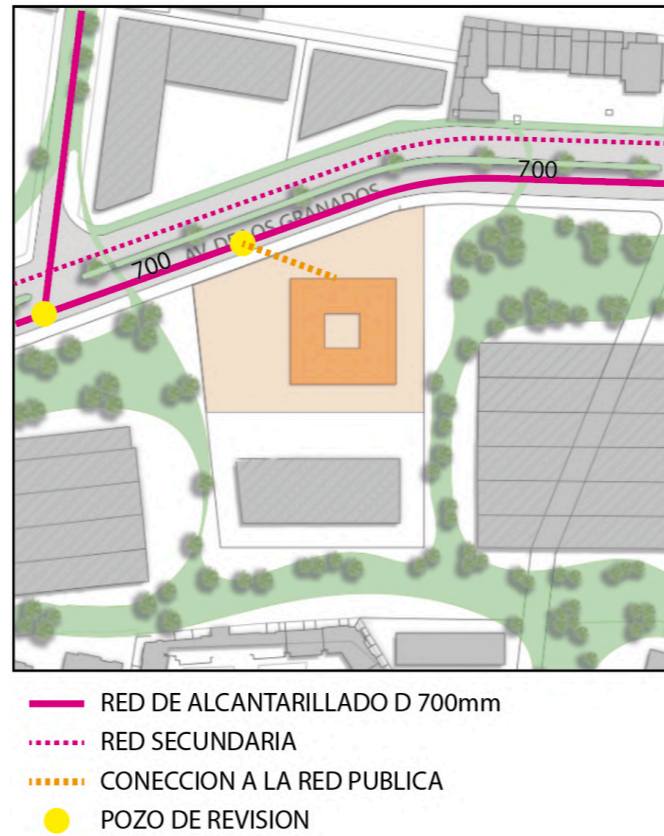 700
AV. DE LOS GRANADOS
700
RED DE ALCANTARILLADO D 700mm
RED SECUNDARIA
CONECCION A LA RED PUBLICA
POZO DE REVISION